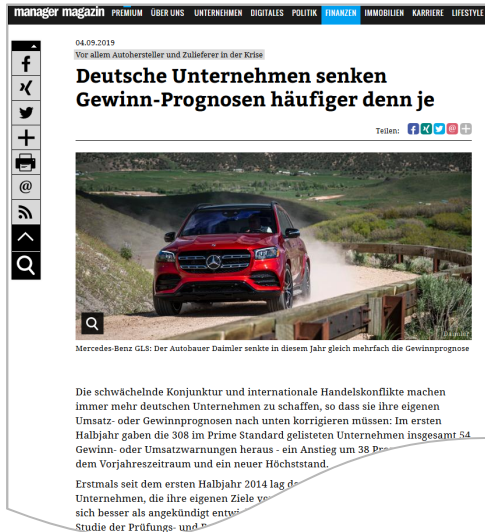 manager magazin PREMIUM ÜBER UNS UNTERNEHMEN DIGITALES POLITIK FINANZEN IMMOBILIEN KARRIERE LIFESTYLE
04.09.2019
Vor allem Autohersteller und Zulieferer in der Krise
Deutsche Unternehmen senken
Gewinn-Prognosen häufiger denn je
Teilen:
Daimler
Mercedes-Benz GLS: Der Autobauer Daimler senkte in diesem Jahr gleich mehrfach die Gewinnprognose
Die schwächelnde Konjunktur und internationale Handelskonflikte machen
immer mehr deutschen Unternehmen zu schaffen, so dass sie ihre eigenen
Umsatz- oder Gewinnprognosen nach unten korrigieren müssen: Im ersten
Halbjahr gaben die 308 im Prime Standard gelisteten Unternehmen insgesamt 54
Gewinn- oder Umsatzwarnungen heraus - ein Anstieg um 38
dem Vorjahreszeitraum und ein neuer Höchststand.
Erstmals seit dem ersten Halbjahr 2014 lag
Unternehmen, die ihre eigenen Ziele
sich besser als angekündigt
Studie der Prüfungs- und